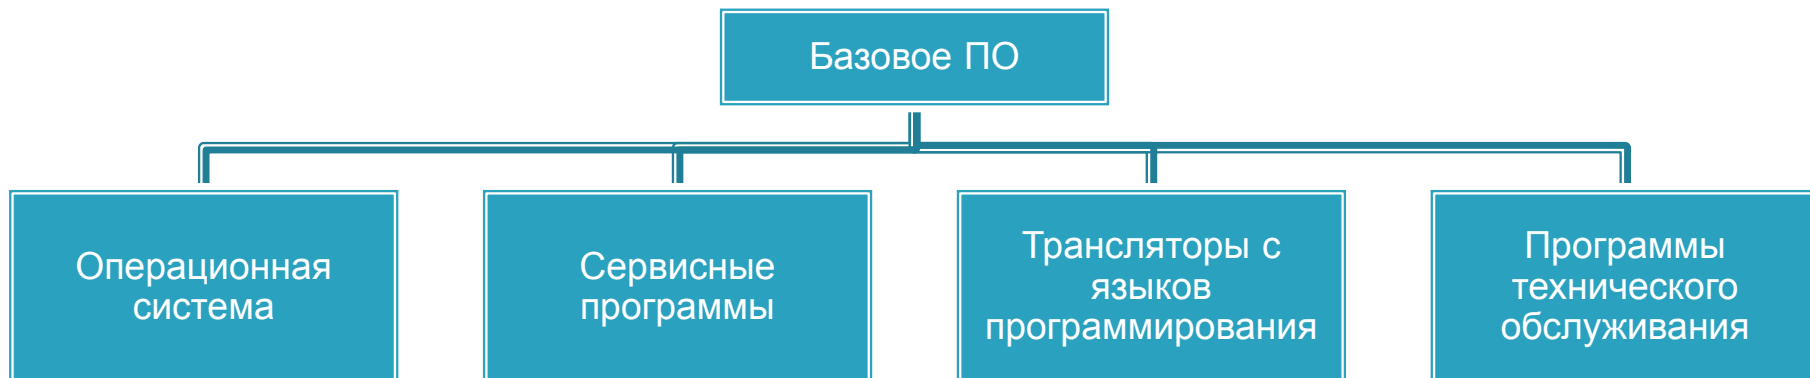 Базовое ПО
Операционная
система
Сервисные
программы
Трансляторы с
языков
программирования
Программы
технического
обслуживания